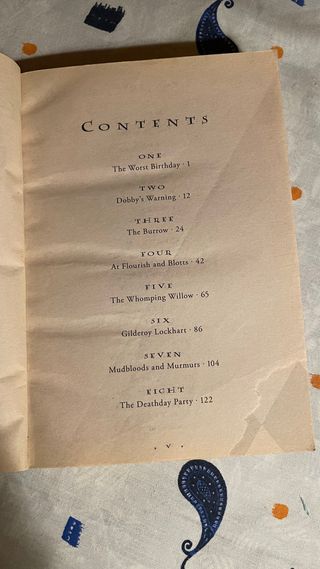 CONTENTS
ONE
The Worst Birthday · 1
TWO
Dobby's Warning · 12
THREE
The Burrow · 24
FOUR
At Flourish and Blotts · 42
FIVE
The Whomping Willow · 65
SIX
Gilderoy Lockhart · 86
SEVEN
Mudbloods and Murmurs · 104
EIGHT
The Deathday Party · 122
· v ·